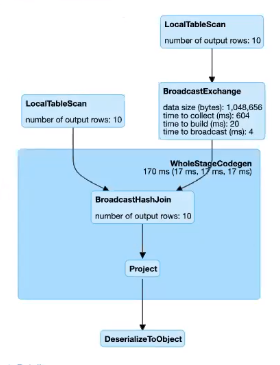 LocalTableScan
number of output rows: 10
BroadcastExchange
data size (bytes): 1,048,656
time to collect (ms): 604
time to build (ms): 20
time to broadcast (ms): 4
LocalTableScan
number of output rows: 10
WholeStageCodegen
170 ms (17 ms, 17 ms, 17 ms)
BroadcastHashJoin
number of output rows: 10
Project
DeserializeToObject